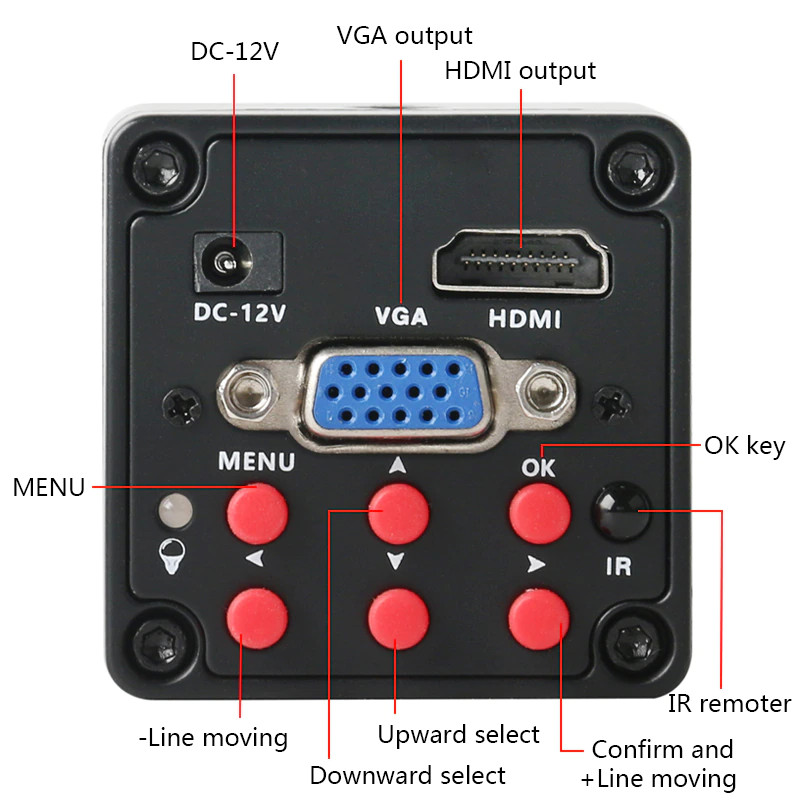 VGA output
DC-12V
HDMI output
DC-12V
VGA
HDMI
OK key
MENU
OK
MENU
IR
IR remoter
-Line moving
Upward select
Confirm and
+Line moving
Downward select